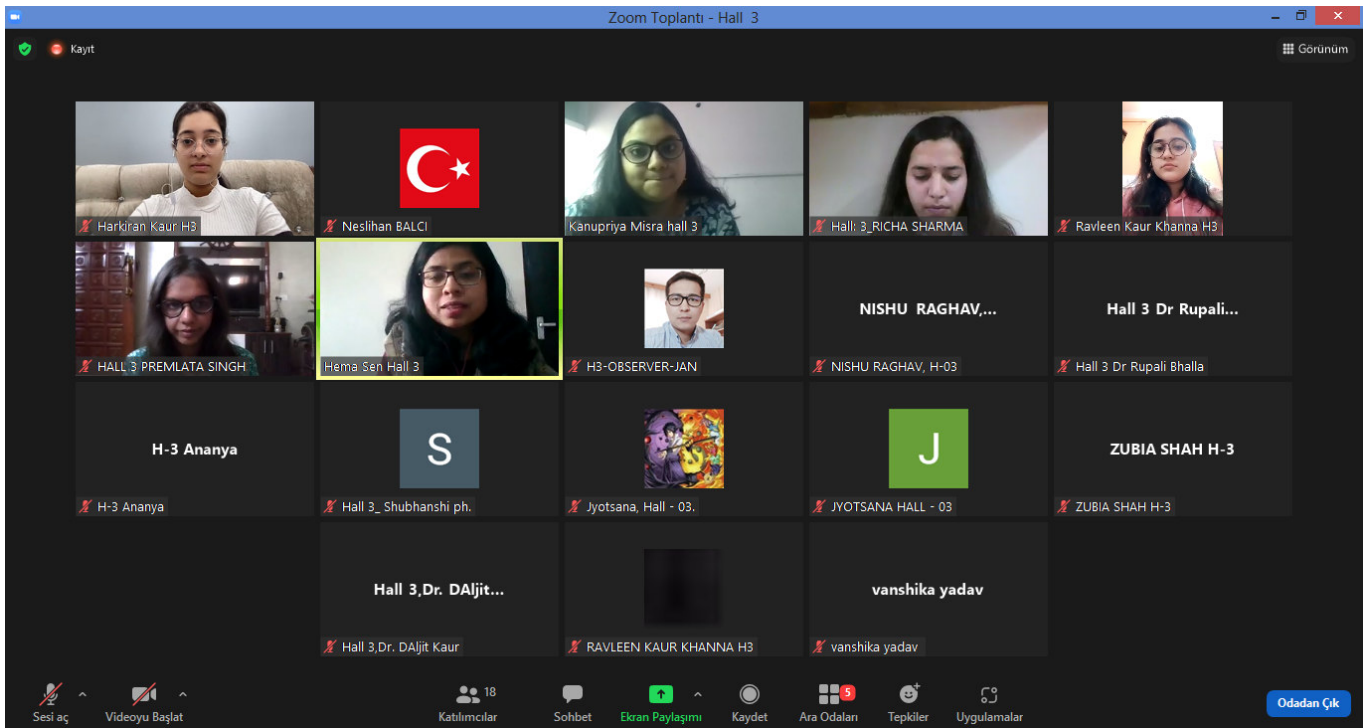 Zoom Toplantı - Hall 3
Kayıt
Görünüm
Harkiran Kaur H3
Neslihan BALCI
Kanupriya Misra hall 3
Hall: 3_RICHA SHARMA
Ravleen Kaur Khanna H3
HALL 3 PREMLATA SINGH
Hema Sen Hall 3
H3-OBSERVER-JAN
NISHU RAGHAV,...
NISHU RAGHAV, H-03
Hall 3 Dr Rupali...
Hall 3 Dr Rupali Bhalla
H-3 Ananya
H-3 Ananya
S
Hall 3_ Shubhanshi ph.
Jyotsana, Hall - 03.
J
JYOTSANA HALL - 03
ZUBIA SHAH H-3
ZUBIA SHAH H-3
Hall 3,Dr. DAljit...
Hall 3,Dr. DAljit Kaur
RAVLEEN KAUR KHANNA H3
vanshika yadav
vanshika yadav
Sesi aç
Videoyu Başlat
18
Katılımcılar
Sohbet
Ekran Paylaşımı
Kaydet
5
Ara Odaları
Tepkiler
Uygulamalar
Odadan Çık